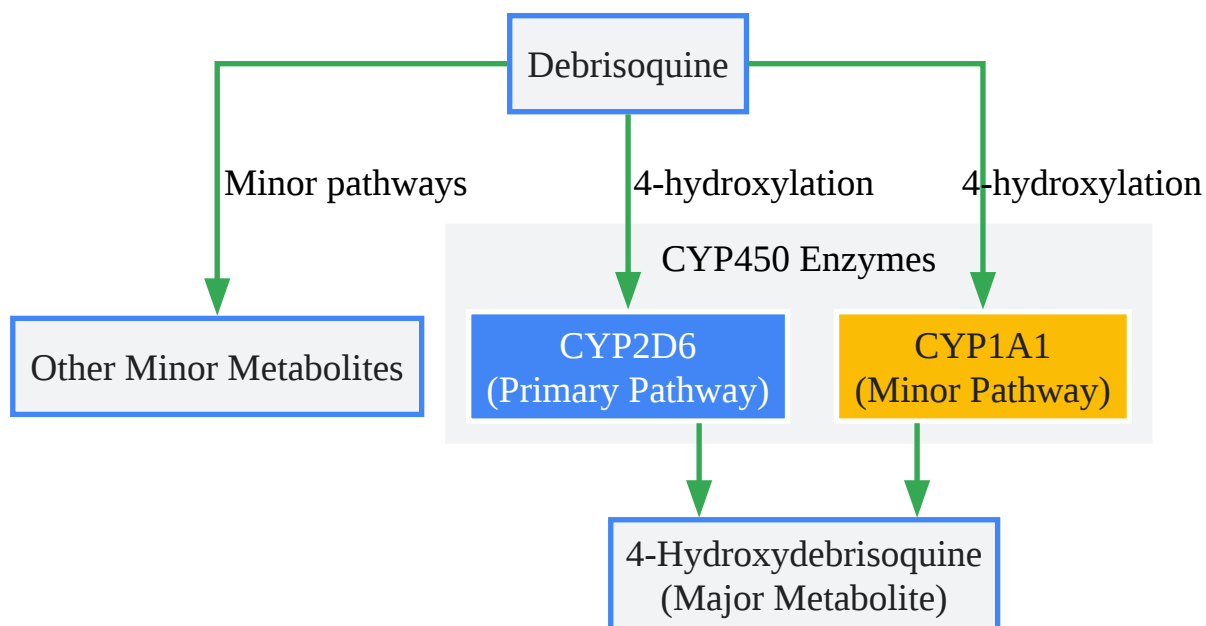 Debrisoquine
Minor pathways
4-hydroxylation
4-hydroxylation
CYP450 Enzymes
Other Minor Metabolites
CYP2D6
(Primary Pathway)
CYP1A1
(Minor Pathway)
4-Hydroxydebrisoquine
(Major Metabolite)